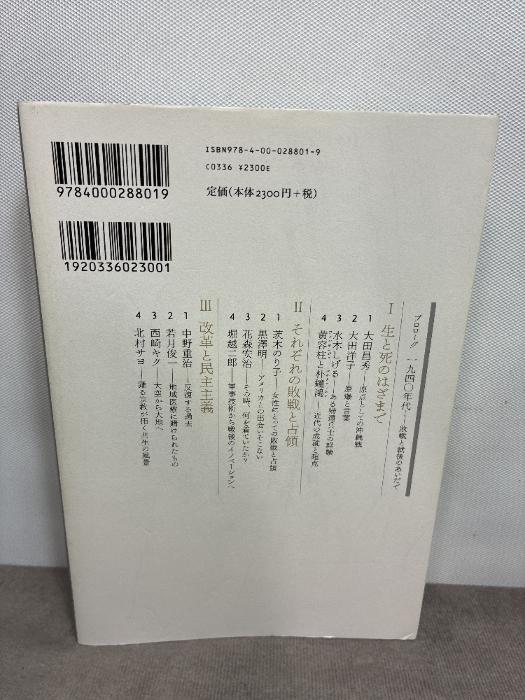 ISBN978-4-00-028801-9
C0336 ¥2300E
定価(本体2300円+税)
9784000288019
1920336023001
プロローグ 一九四〇年代――敗戦と戦後のあいだで
I 生と死のはざまで
1 大田昌秀――原点としての沖縄戦
2 大田洋子――原爆と言葉
3 水木しげる――ある帰還兵士の経験
4 黄容柱と朴鐘鴻――近代の成就と超克
II それぞれの敗戦と占領
1 茨木のり子――女性にとっての敗戦と占領
2 黒澤明――アメリカとの出会いそこない
3 花森安治――その時、何を着ていたか?
4 堀越二郎――軍事技術から戦後のイノベーションへ
III 改革と民主主義
1 中野重治――反復する過去
2 若月俊一――地域医療に賭けられたもの
3 西崎キク――大空から大地へ
4 北村サヨ――踊る宗教が拓く共生の風景